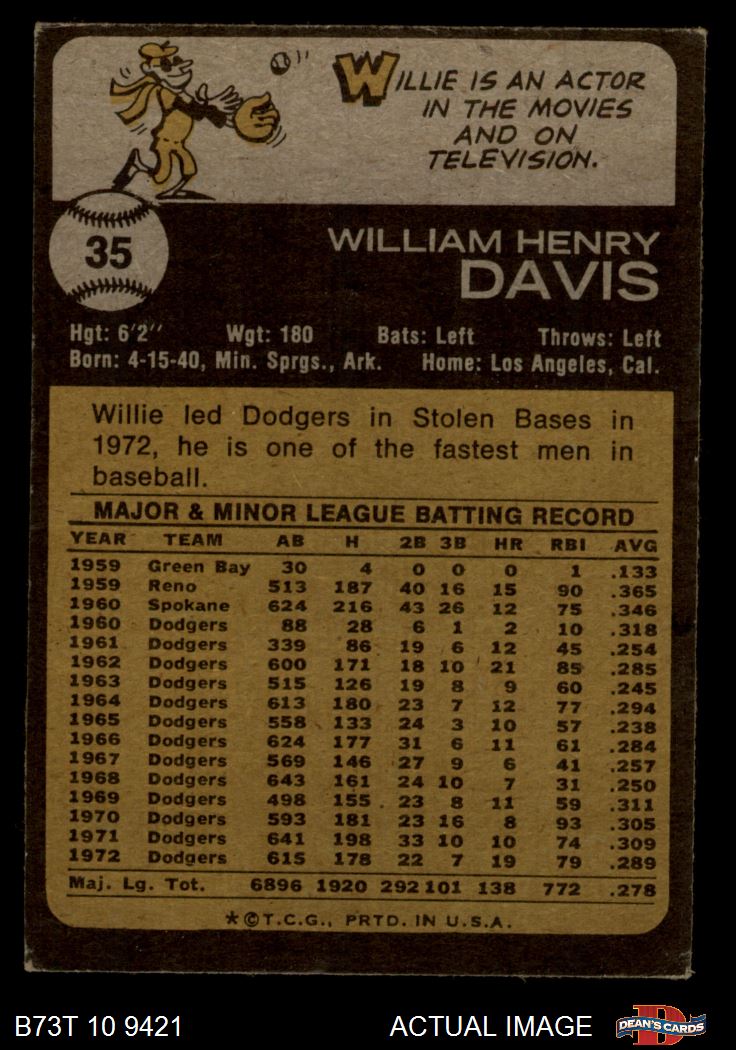 WILLIE IS AN ACTOR
IN THE MOVIES
AND ON
TELEVISION.
35
WILLIAM HENRY
DAVIS
Hgt: 6'2" Wgt: 180 Bats: Left Throws: Left
Born: 4-15-40, Min. Sprgs., Ark. Home: Los Angeles, Cal.
Willie led Dodgers in Stolen Bases in
1972, he is one of the fastest men in
baseball.
MAJOR & MINOR LEAGUE BATTING RECORD
YEAR TEAM AB H 2B 3B HR RBI AVG
1959 Green Bay 30 4 0 0 0 1 .133
1959 Reno 513 187 40 16 15 90 .365
1960 Spokane 624 216 43 26 12 75 .346
1960 Dodgers 88 28 6 1 2 10 .318
1961 Dodgers 339 86 19 6 12 45 .254
1962 Dodgers 600 171 18 10 21 85 .285
1963 Dodgers 515 126 19 8 9 60 .245
1964 Dodgers 613 180 23 7 12 77 .294
1965 Dodgers 558 133 24 3 10 57 .238
1966 Dodgers 624 177 31 6 11 61 .284
1967 Dodgers 569 146 27 9 6 41 .257
1968 Dodgers 643 161 24 10 7 31 .250
1969 Dodgers 498 155 23 8 11 59 .311
1970 Dodgers 593 181 23 16 8 93 .305
1971 Dodgers 641 198 33 10 10 74 .309
1972 Dodgers 615 178 22 7 19 79 .289
Maj. Lg. Tot. 6896 1920 292 101 138 772 .278
*©T.C.G., PRTD. IN U.S.A.
B73T 10 9421 ACTUAL IMAGE
D
DEAN'S CARDS